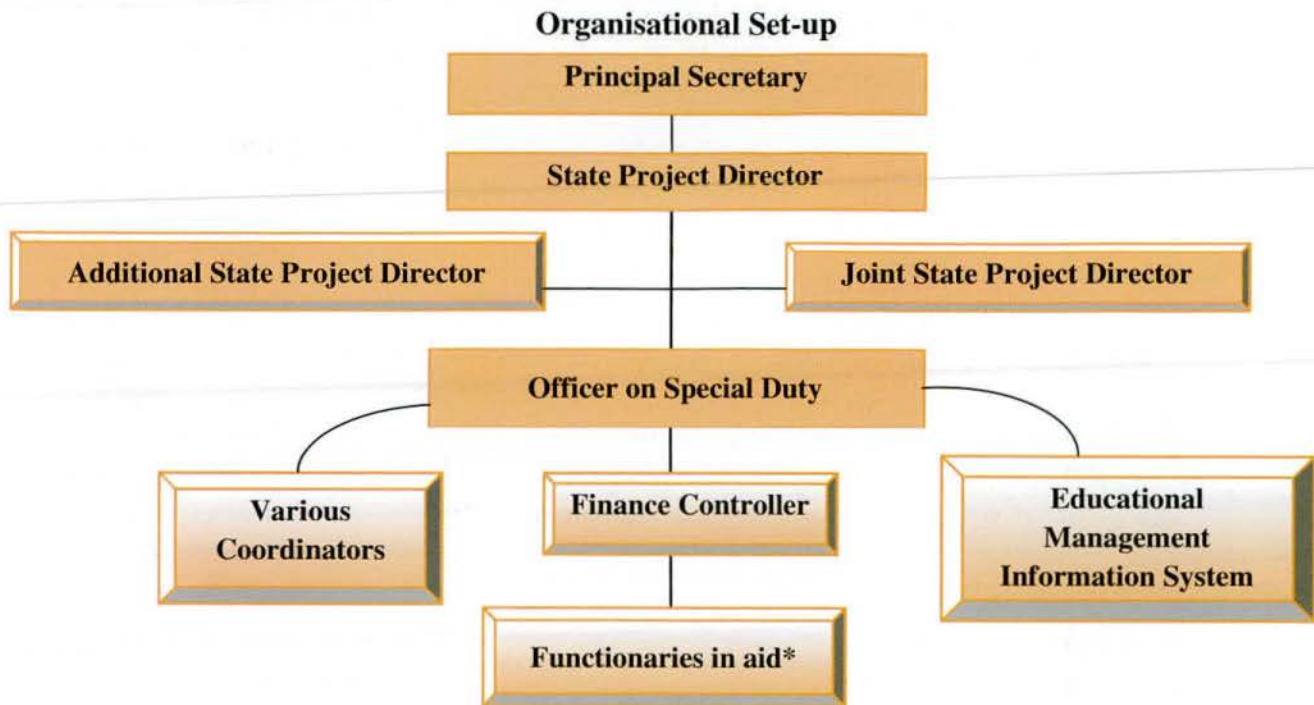 Organisational Set-up
Principal Secretary
State Project Director
Additional State Project Director
Joint State Project Director
Officer on Special Duty
Various
Coordinators
Finance Controller
Educational
Management
Information System
Functionaries in aid*